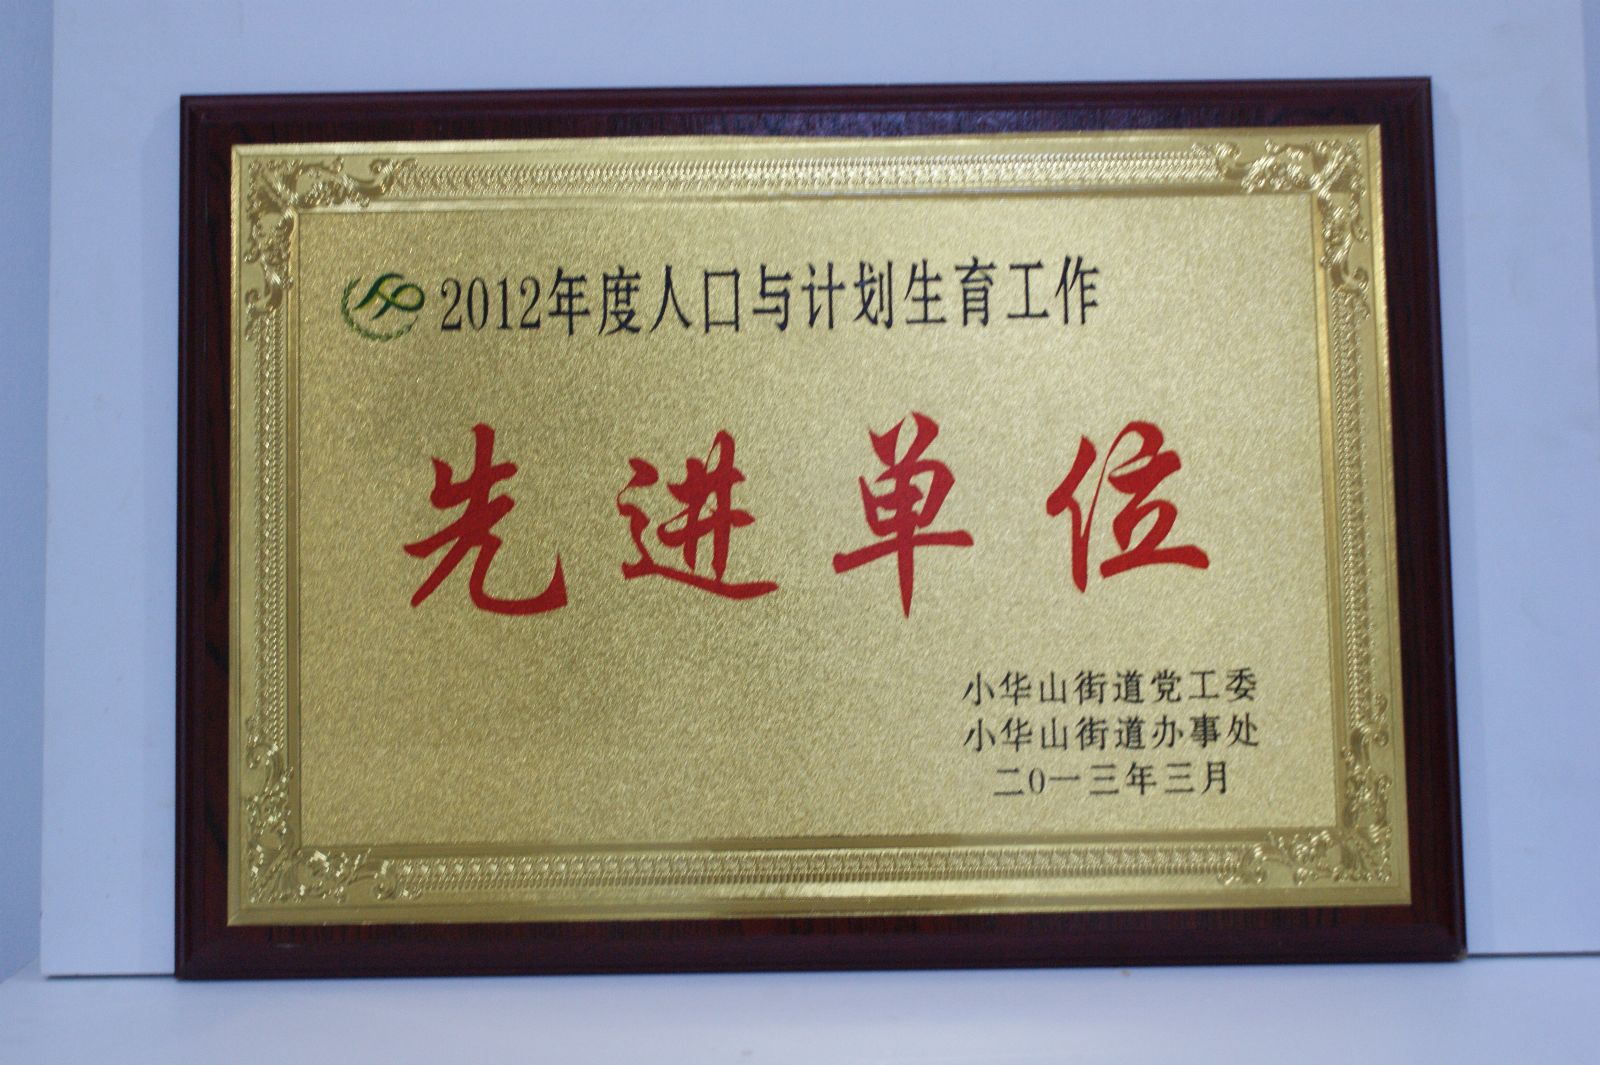 2012年度人口与计划生育工作
先进单位
小华山街道党工委
小华山街道办事处
二0一三年三月